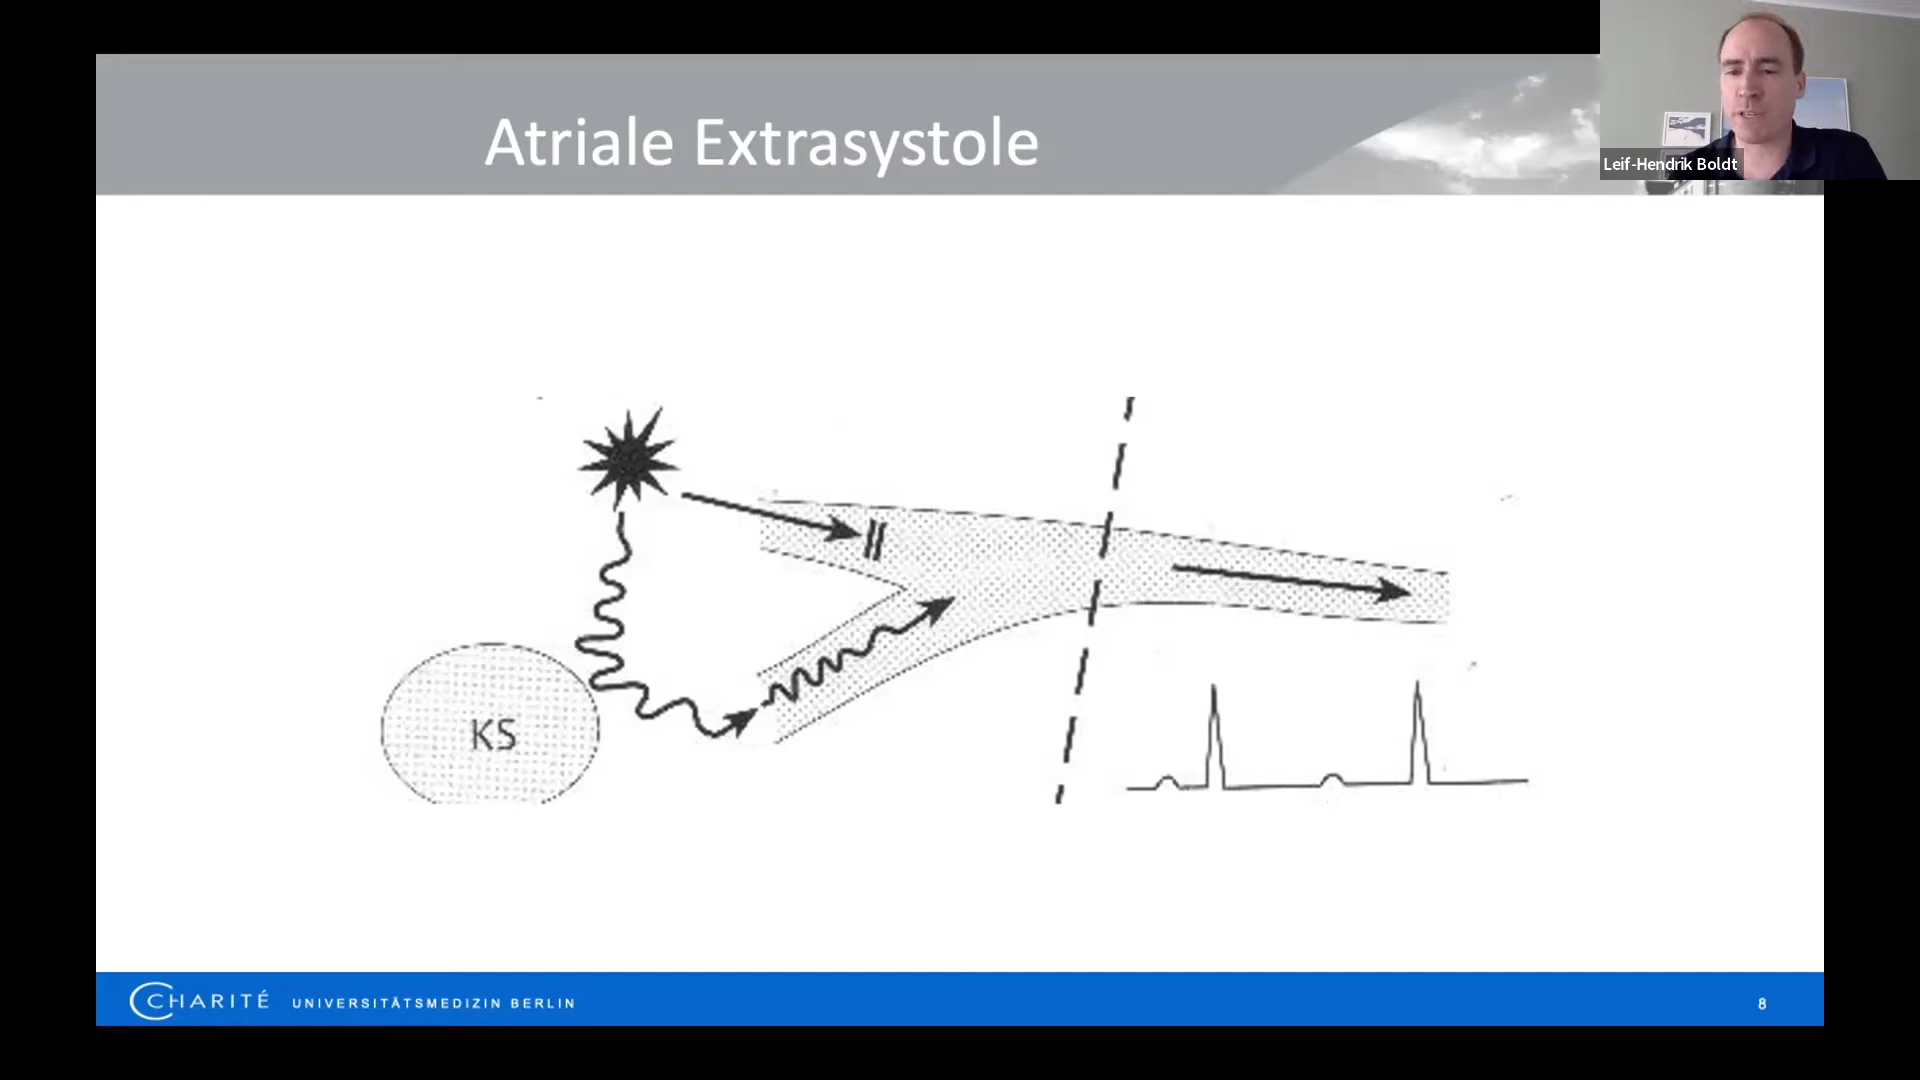 Atriale Extrasystole
Leif-Hendrik Boldt
KS
CHARITÉ UNIVERSITÄTSMEDIZIN BERLIN
8